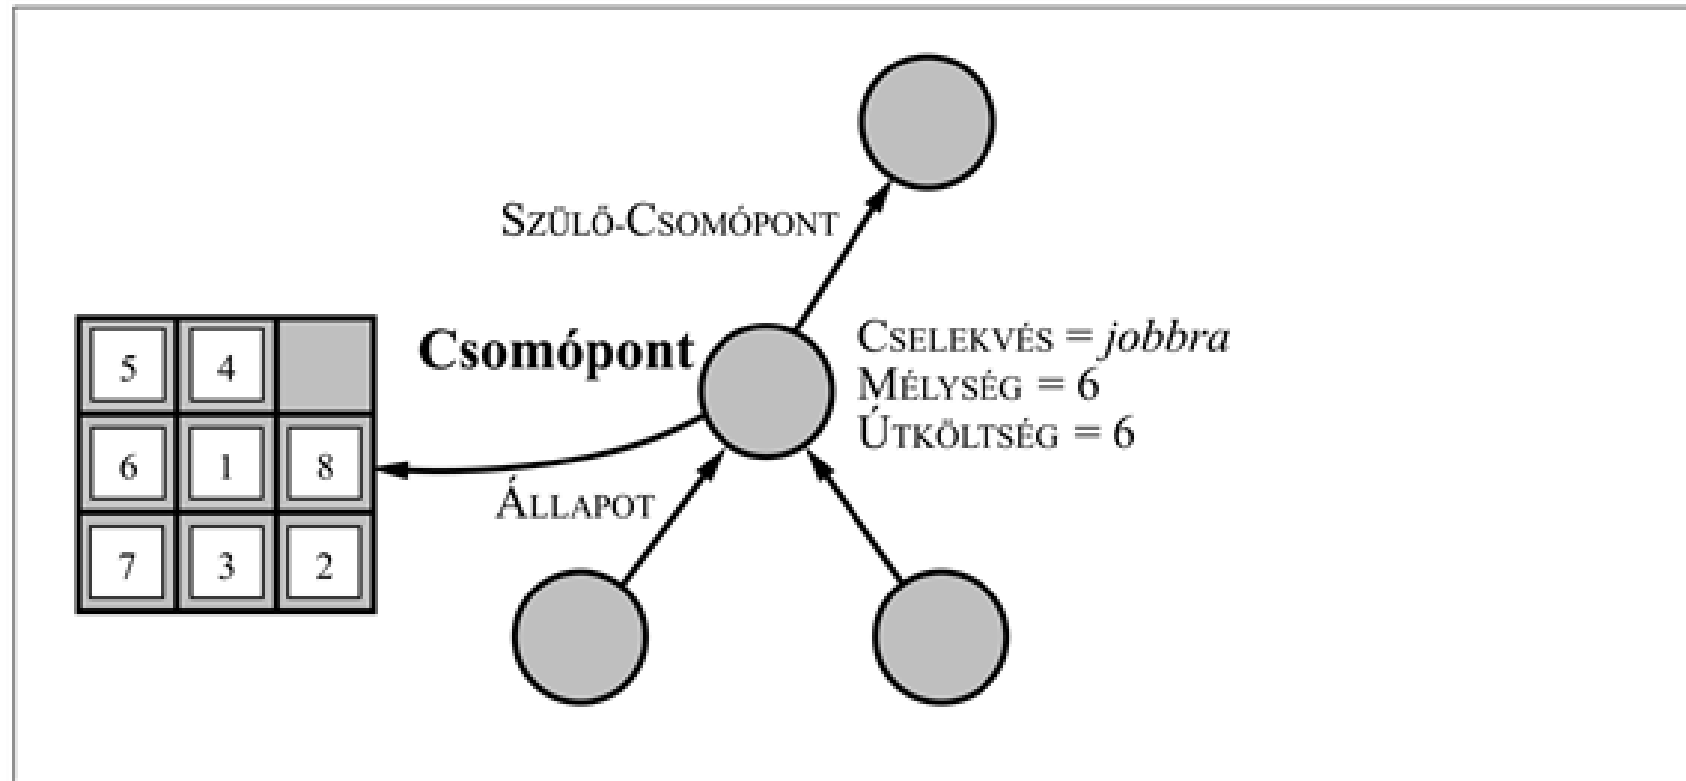 SZÜLŐ-CSOMÓPONT
Csomópont
CSELEKVÉS = jobbra
MÉLYSÉG = 6
ÚTKÖLTSÉG = 6
5 4
6 1 8
7 3 2
ÁLLAPOT